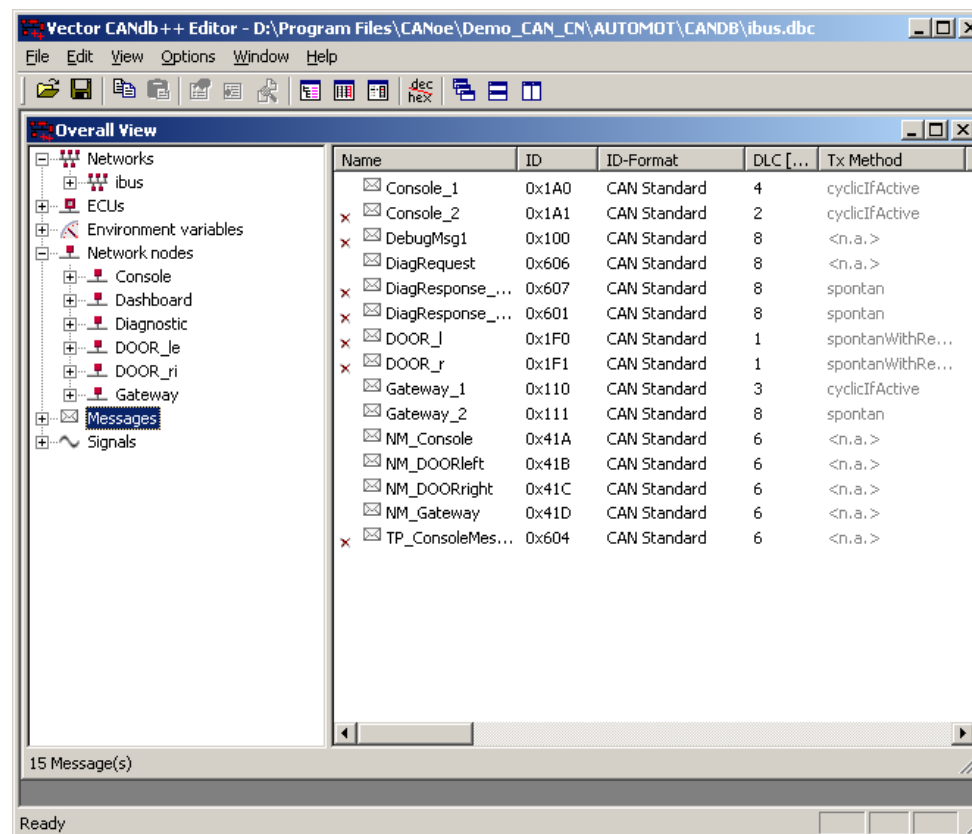 Vector CANdb++ Editor - D:\Program Files\CANoe\Demo_CAN_CN\AUTOMOT\CANDB\ibus.dbc
File Edit View Options Window Help
dec
hex
Overall View
Networks
ibus
ECUs
Environment variables
Network nodes
Console
Dashboard
Diagnostic
DOOR_le
DOOR_ri
Gateway
Messages
Signals
Name ID ID-Format DLC [... Tx Method
Console_1 0x1A0 CAN Standard 4 cyclicIfActive
Console_2 0x1A1 CAN Standard 2 cyclicIfActive
DebugMsg1 0x100 CAN Standard 8 <n.a.>
DiagRequest 0x606 CAN Standard 8 <n.a.>
DiagResponse_... 0x607 CAN Standard 8 spontan
DiagResponse_... 0x601 CAN Standard 8 spontan
DOOR_l 0x1F0 CAN Standard 1 spontanWithRe...
DOOR_r 0x1F1 CAN Standard 1 spontanWithRe...
Gateway_1 0x110 CAN Standard 3 cyclicIfActive
Gateway_2 0x111 CAN Standard 8 spontan
NM_Console 0x41A CAN Standard 6 <n.a.>
NM_DOORleft 0x41B CAN Standard 6 <n.a.>
NM_DOORright 0x41C CAN Standard 6 <n.a.>
NM_Gateway 0x41D CAN Standard 6 <n.a.>
TP_ConsoleMes... 0x604 CAN Standard 6 <n.a.>
15 Message(s)
Ready